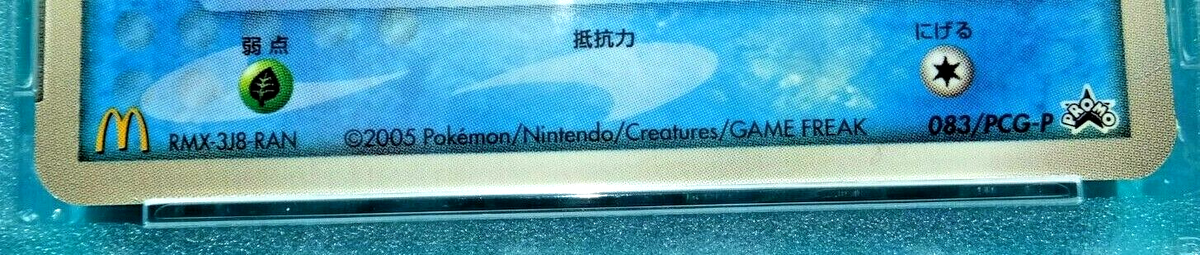 弱点 抵抗力 にげる
RMX-3J8-RAN ©2005 Pokémon/Nintendo/Creatures/GAME FREAK 083/PCG-P PROMO